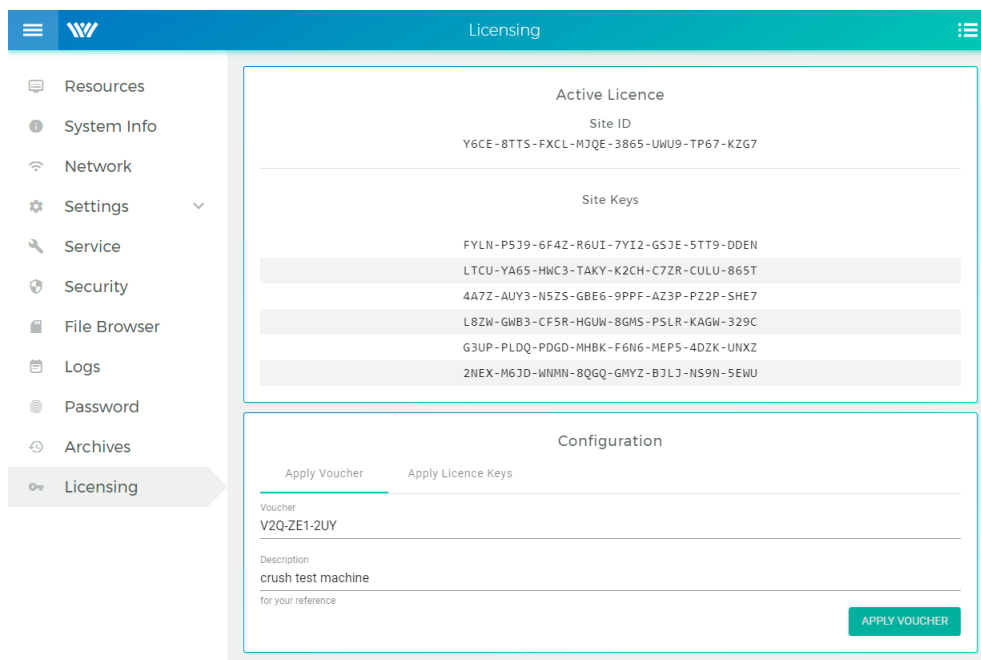 Licensing
Resources
System Info
Network
Settings
Service
Security
File Browser
Logs
Password
Archives
Licensing
Active Licence
Site ID
Y6CE-8TTS-FXCL-MJQE-3865-UWU9-TP67-KZG7
Site Keys
FYLN-P5J9-6F4Z-R6UI-7YI2-GSJE-5TT9-DDEN
LTCU-YA65-HWC3-TAKY-K2CH-C7ZR-CULU-865T
4A7Z-AUY3-N5ZS-GBE6-9PPF-AZ3P-PZ2P-SHE7
L8ZW-GWB3-CF5R-HGUW-8GMS-PSLR-KAGW-329C
G3UP-PLDQ-PDGD-MHBK-F6N6-MEP5-4DZK-UNXZ
2NEX-M6JD-WNMN-8QGQ-GMYZ-BJLJ-NS9N-5EWU
Configuration
Apply Voucher Apply Licence Keys
Voucher
V2Q-ZE1-2UY
Description
crush test machine
for your reference
APPLY VOUCHER